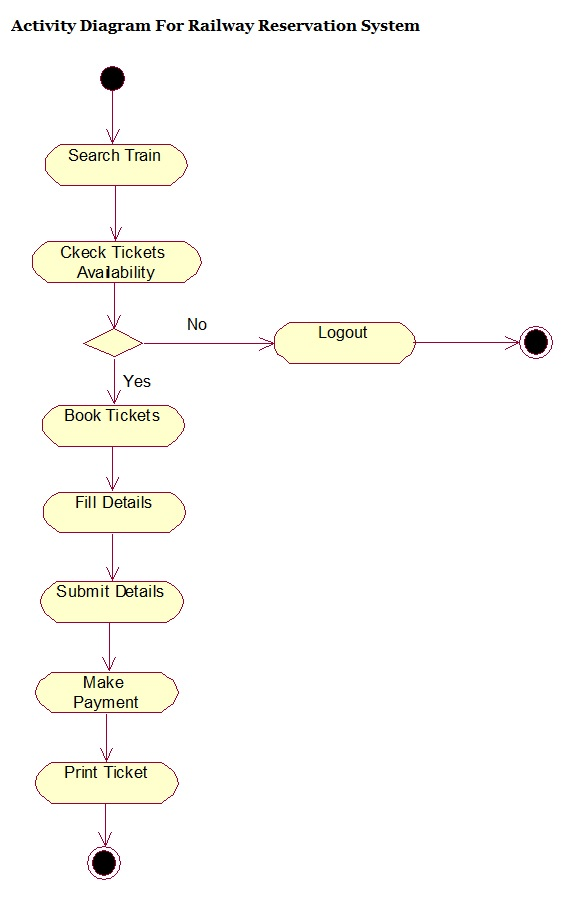 Activity Diagram For Railway Reservation System
Search Train
Ckeck Tickets
Availability
No
Logout
Yes
Book Tickets
Fill Details
Submit Details
Make
Payment
Print Ticket